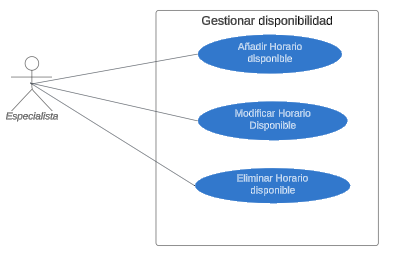 Gestionar disponibilidad
Añadir Horario
disponible
Modificar Horario
Disponible
Especialista
Eliminar Horario
disponible